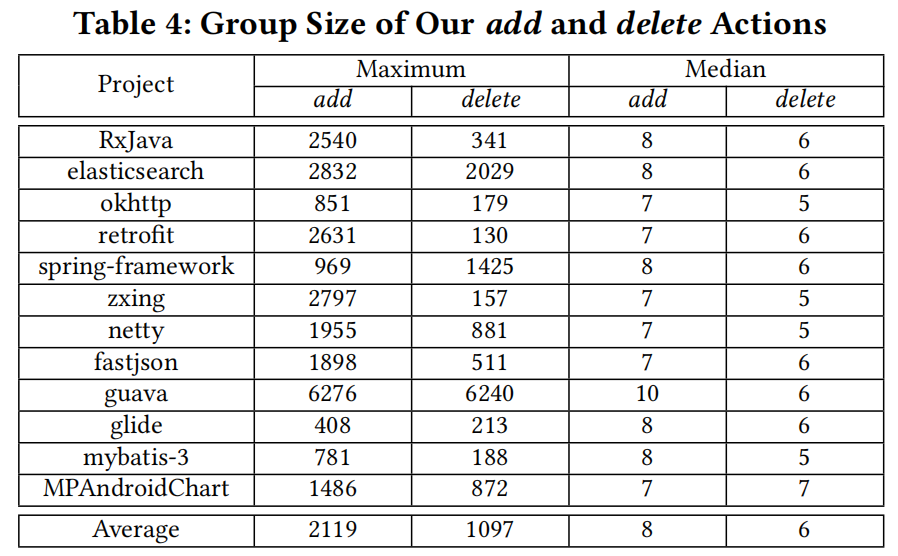 Table 4: Group Size of Our add and delete Actions
Project Maximum Median
add delete add delete
RxJava 2540 341 8 6
elasticsearch 2832 2029 8 6
okhttp 851 179 7 5
retrofit 2631 130 7 6
spring-framework 969 1425 8 6
zxing 2797 157 7 5
netty 1955 881 7 5
fastjson 1898 511 7 6
guava 6276 6240 10 6
glide 408 213 8 6
mybatis-3 781 188 8 5
MPAndroidChart 1486 872 7 7
Average 2119 1097 8 6